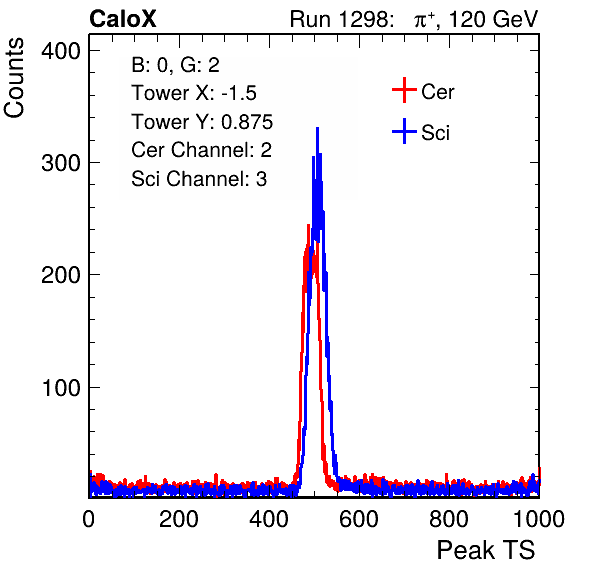 CaloX Run 1298: π⁺, 120 GeV
Counts
B: 0, G: 2
Tower X: -1.5
Tower Y: 0.875
Cer Channel: 2
Sci Channel: 3
Cer
Sci
400
300
200
100
0 200 400 600 800 1000
Peak TS